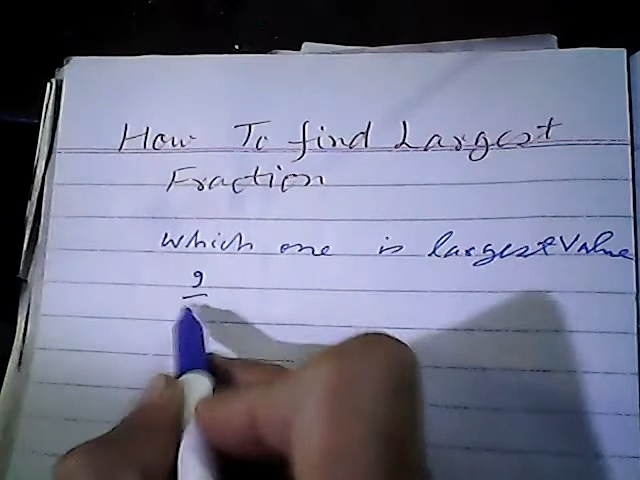 How To find Largest
Fraction
which one is largest Value
9